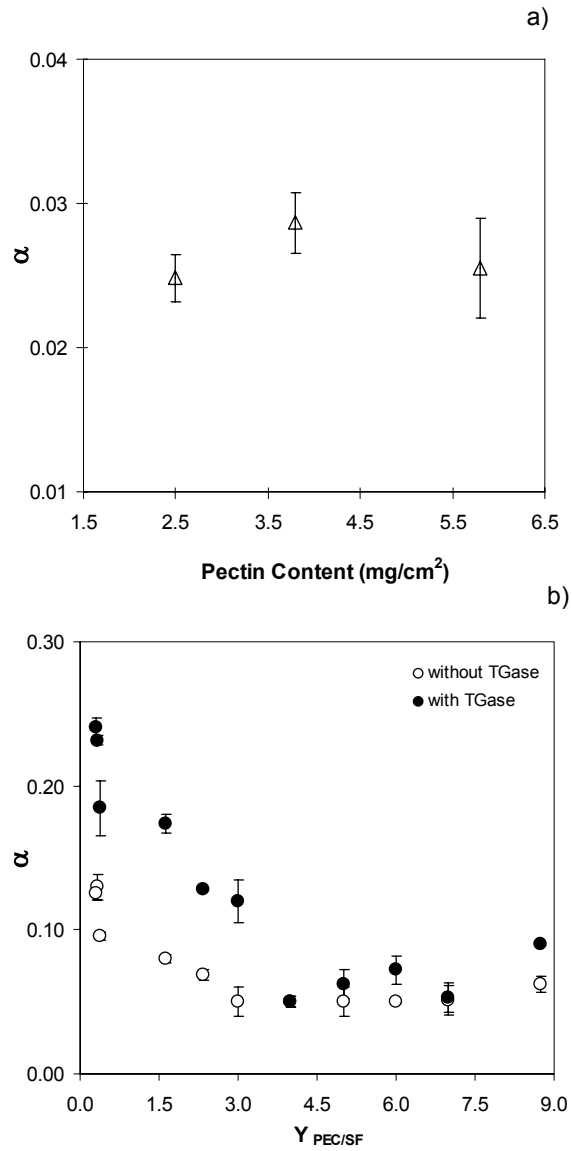 a)
0.04
0.03
α
0.02
0.01
1.5 2.5 3.5 4.5 5.5 6.5
Pectin Content (mg/cm²)
b)
0.30
without TGase
with TGase
0.20
α
0.10
0.00
0.0 1.5 3.0 4.5 6.0 7.5 9.0
Y PEC/SF